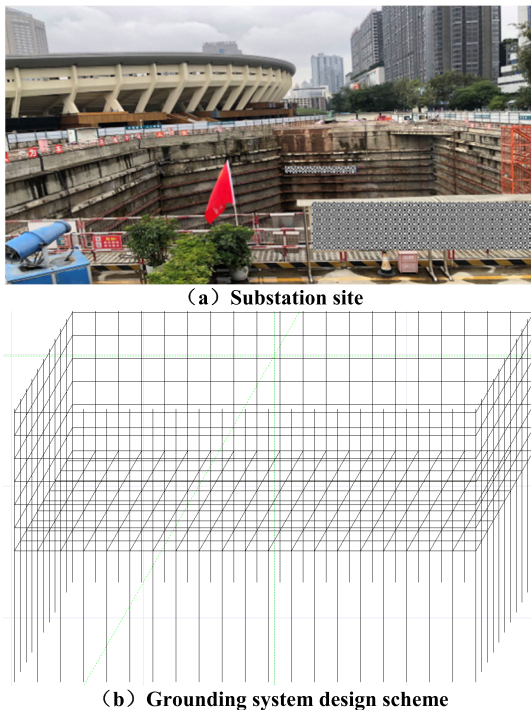 （a）Substation site
（b）Grounding system design scheme